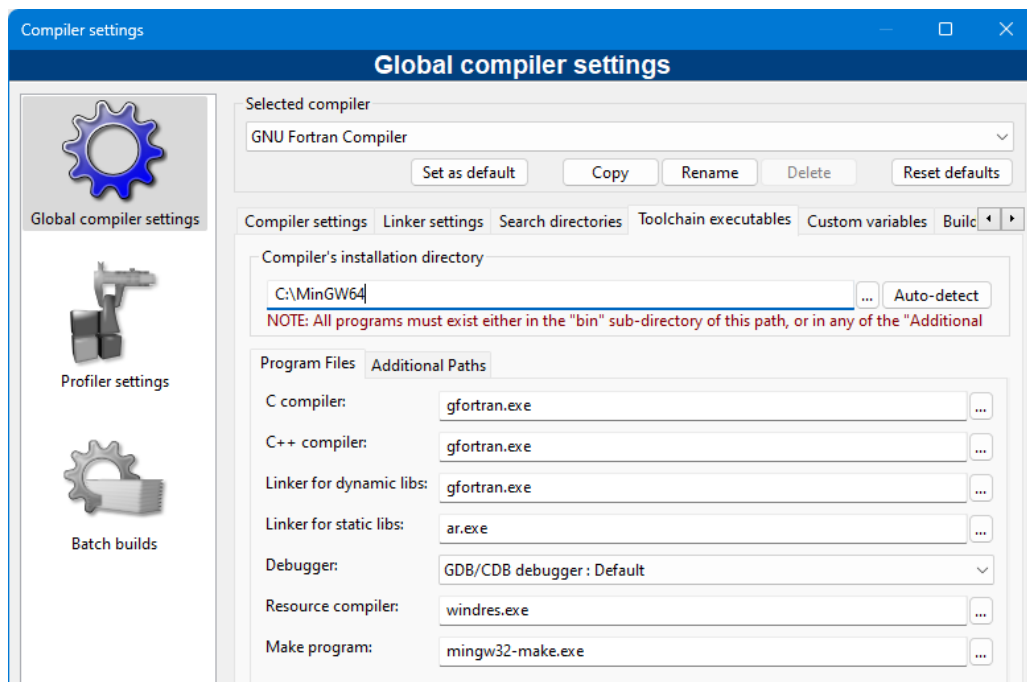 Compiler settings
Global compiler settings
Global compiler settings
Profiler settings
Batch builds
Selected compiler
GNU Fortran Compiler
Set as default Copy Rename Delete Reset defaults
Compiler settings Linker settings Search directories Toolchain executables Custom variables Builc
Compiler's installation directory
C:\MinGW64
... Auto-detect
NOTE: All programs must exist either in the "bin" sub-directory of this path, or in any of the "Additional
Program Files Additional Paths
C compiler: gfortran.exe ...
C++ compiler: gfortran.exe ...
Linker for dynamic libs: gfortran.exe ...
Linker for static libs: ar.exe ...
Debugger: GDB/CDB debugger : Default
Resource compiler: windres.exe ...
Make program: mingw32-make.exe ...